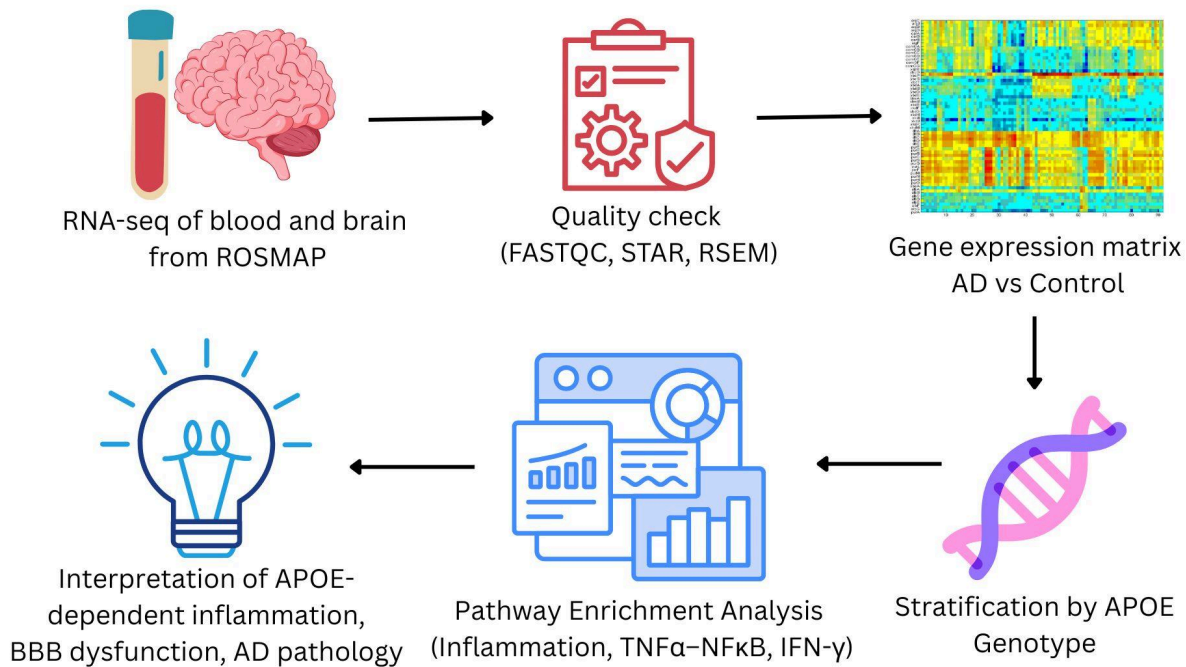 RNA-seq of blood and brain
from ROSMAP
Quality check
(FASTQC, STAR, RSEM)
Gene expression matrix
AD vs Control
Stratification by APOE
Genotype
Pathway Enrichment Analysis
(Inflammation, TNFα–NFκB, IFN-γ)
Interpretation of APOE-
dependent inflammation,
BBB dysfunction, AD pathology